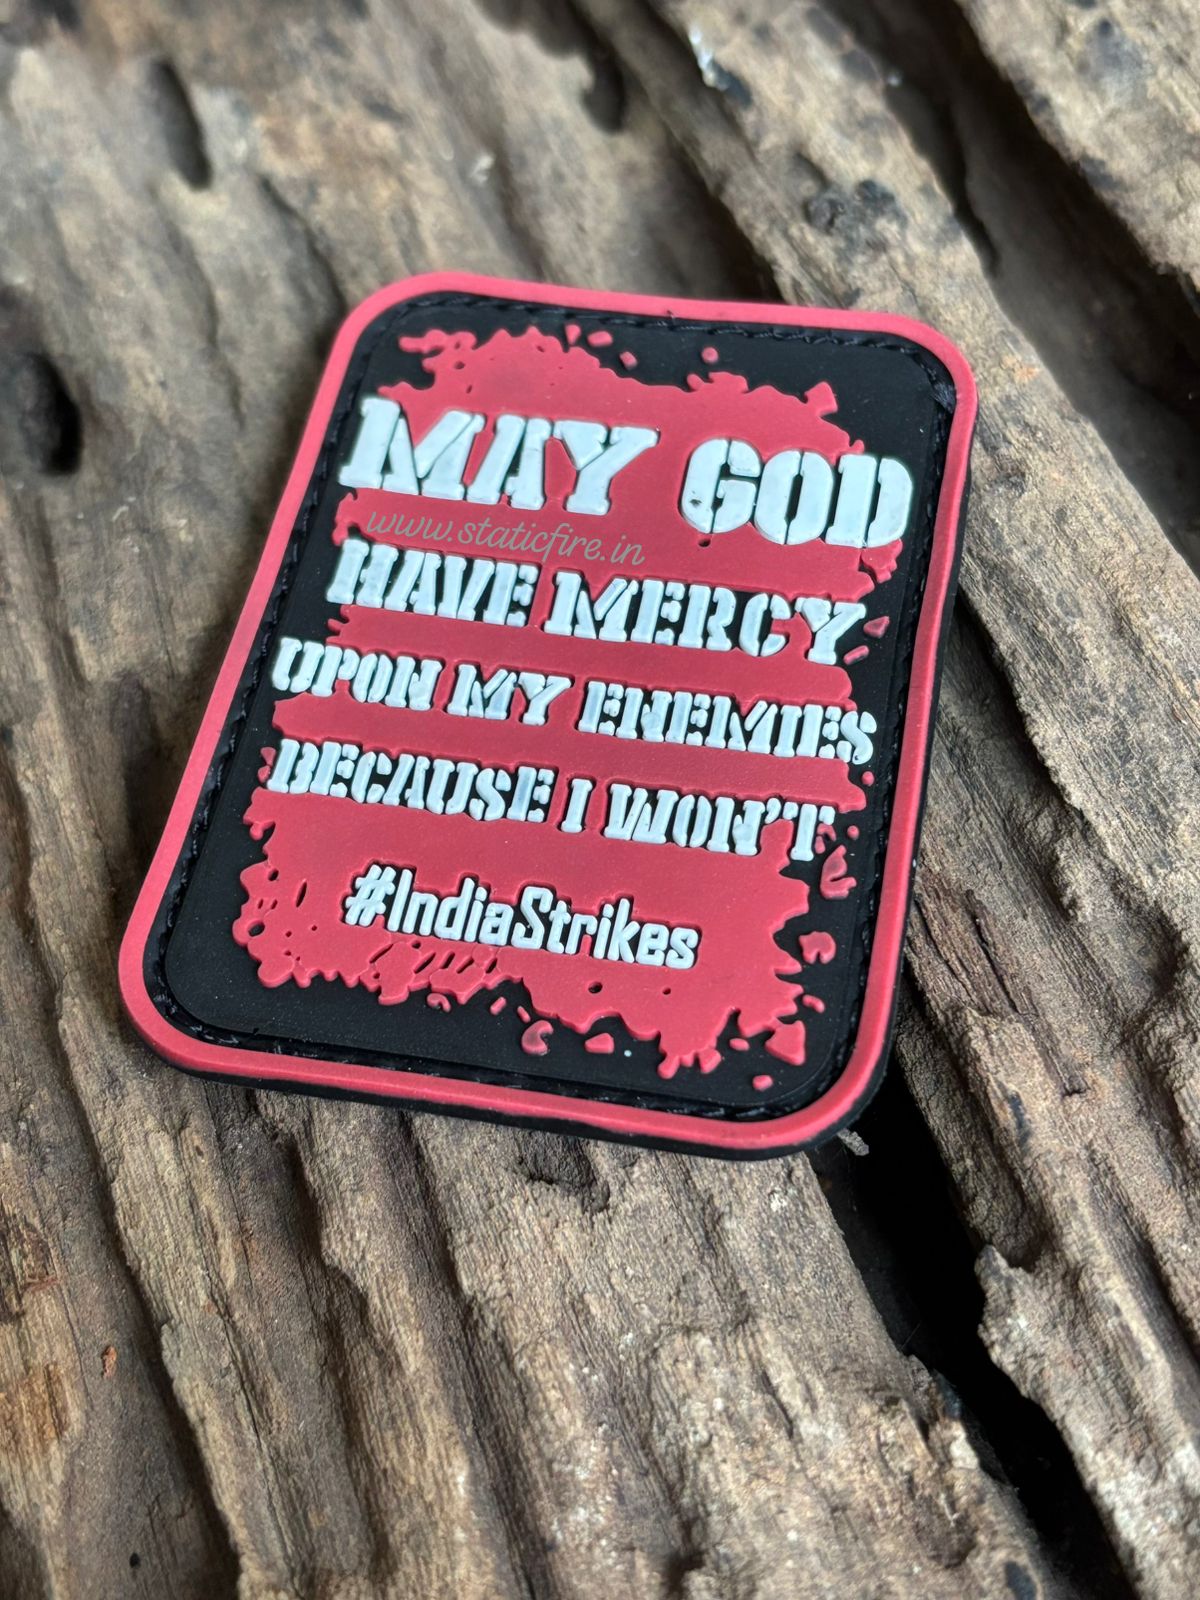 MAY GOD
www.staticfire.in
HAVE MERCY
UPON MY ENEMIES
BECAUSE I WON'T
#IndiaStrikes